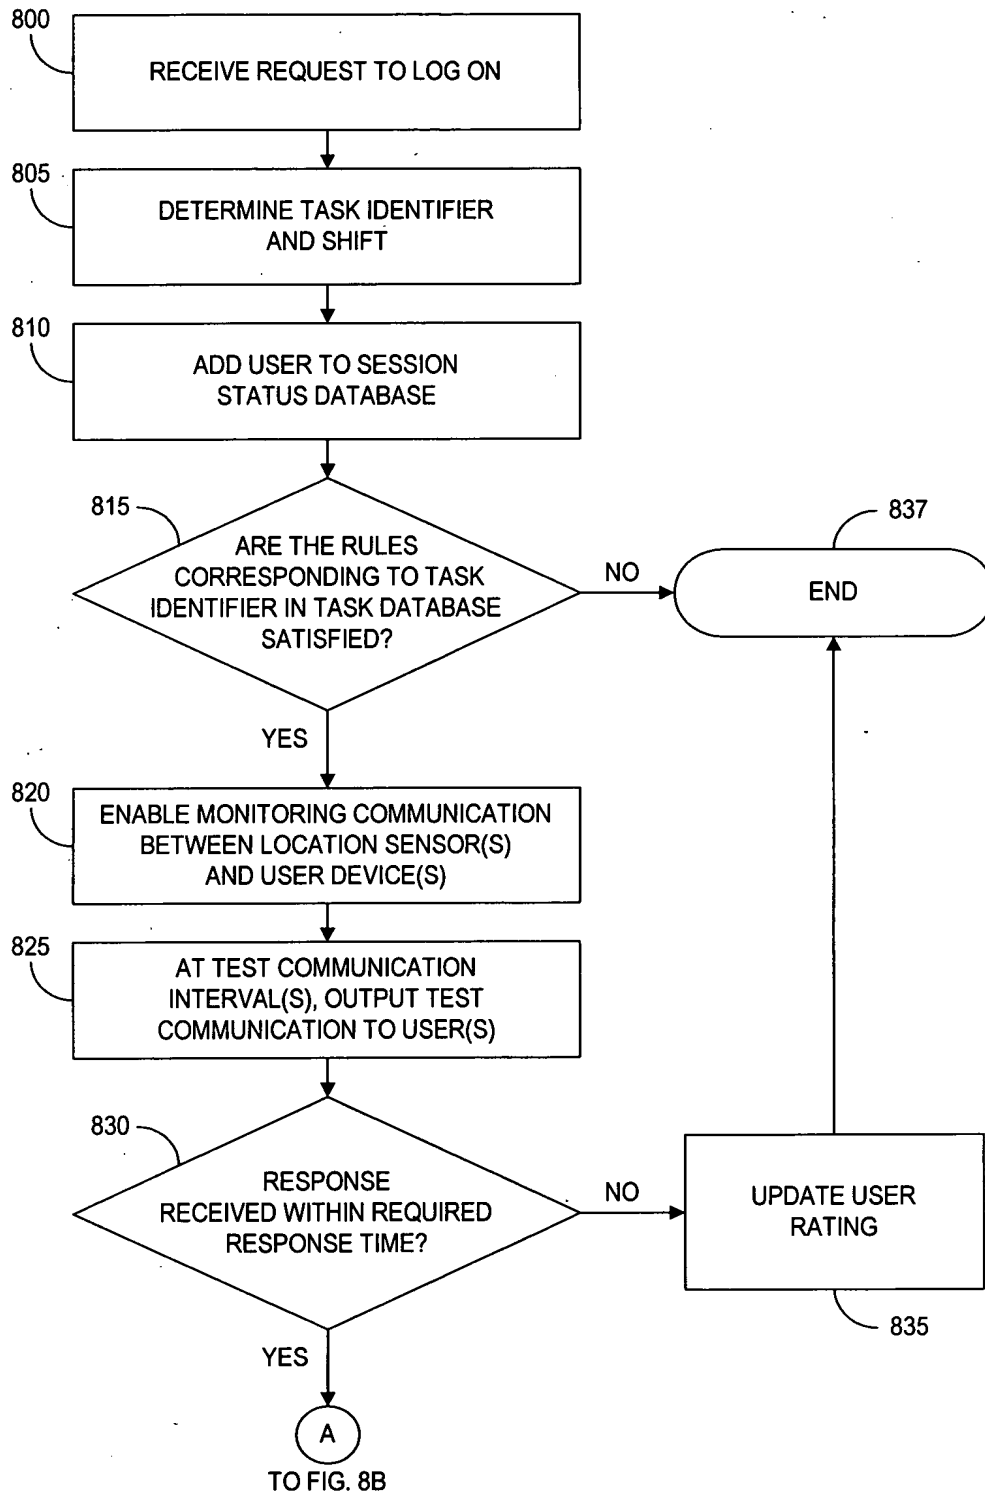 800
RECEIVE REQUEST TO LOG ON
805
DETERMINE TASK IDENTIFIER
AND SHIFT
810
ADD USER TO SESSION
STATUS DATABASE
815
ARE THE RULES
CORRESPONDING TO TASK
IDENTIFIER IN TASK DATABASE
SATISFIED?
NO
837
END
YES
820
ENABLE MONITORING COMMUNICATION
BETWEEN LOCATION SENSOR(S)
AND USER DEVICE(S)
825
AT TEST COMMUNICATION
INTERVAL(S), OUTPUT TEST
COMMUNICATION TO USER(S)
830
RESPONSE
RECEIVED WITHIN REQUIRED
RESPONSE TIME?
NO
UPDATE USER
RATING
835
YES
A
TO FIG. 8B